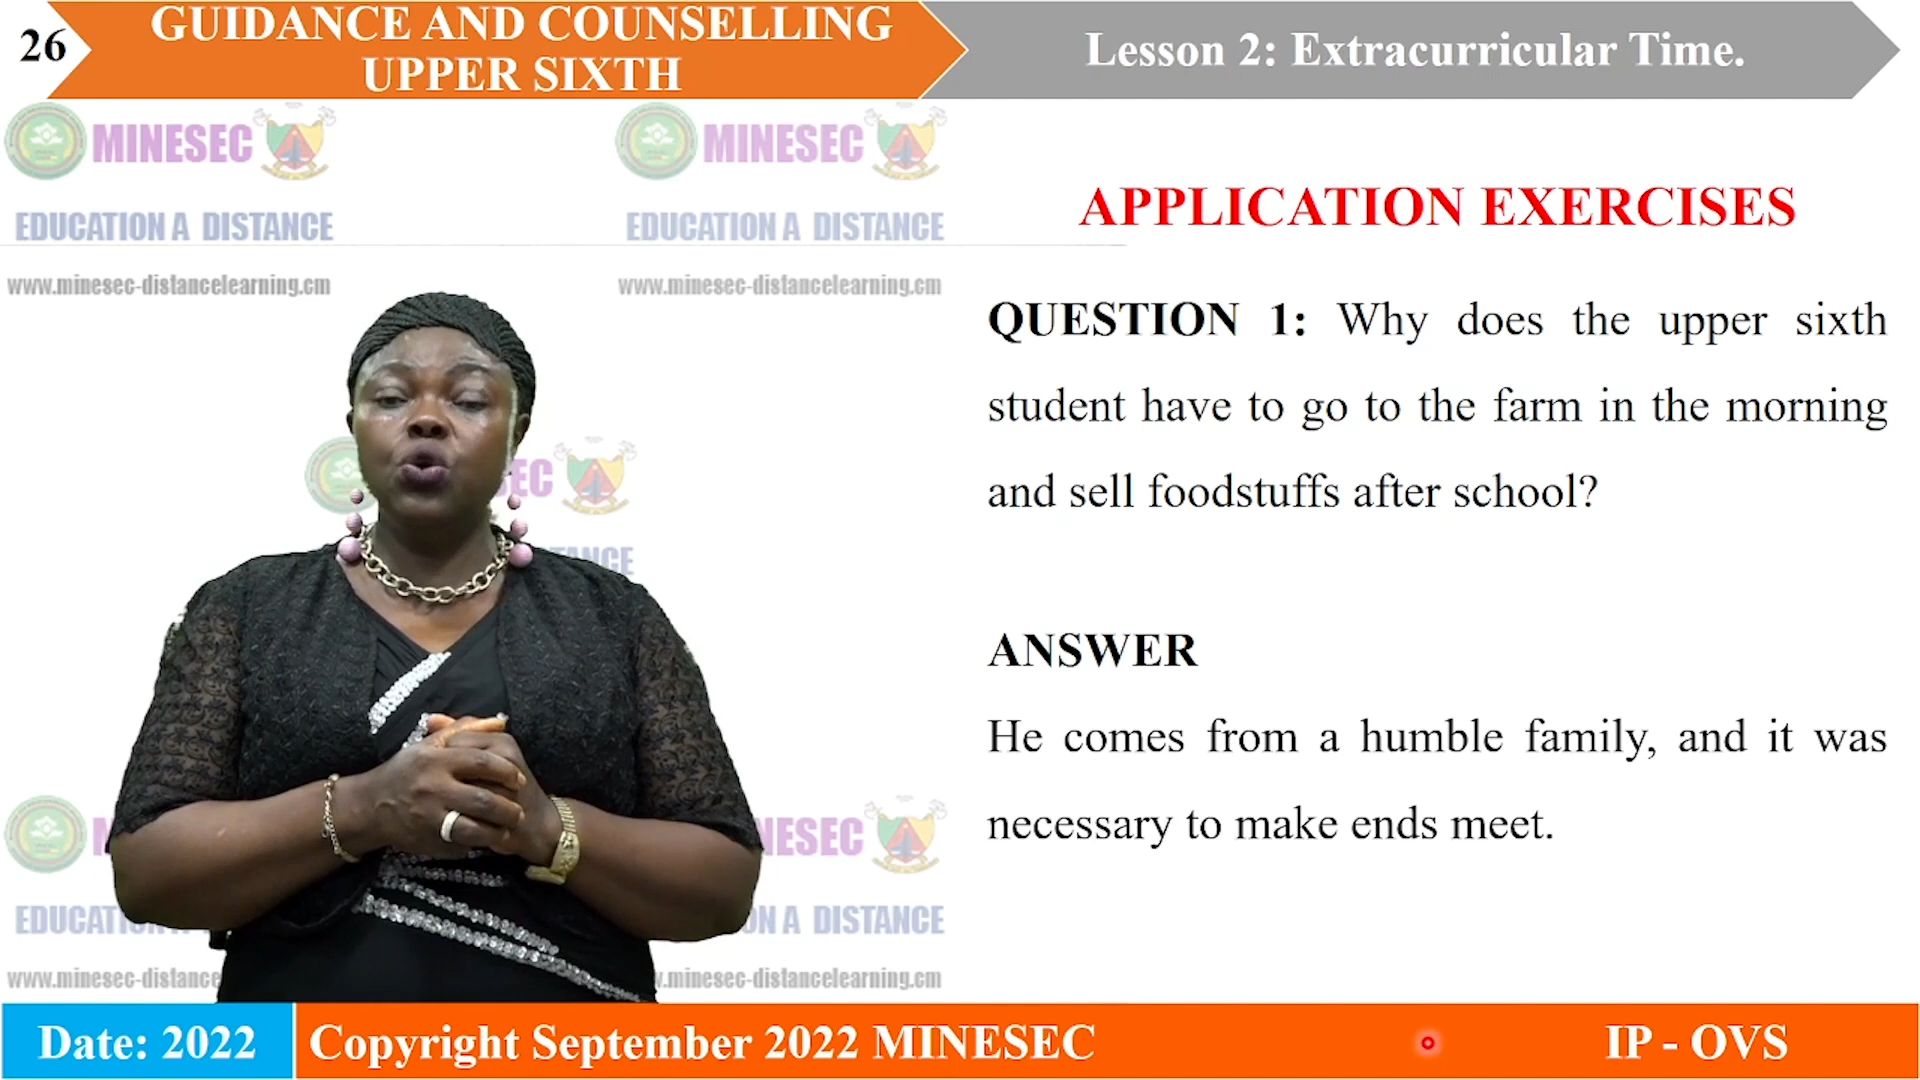 26
GUIDANCE AND COUNSELLING
UPPER SIXTH
Lesson 2: Extracurricular Time.
MINESEC
MINESEC
EDUCATION A DISTANCE
EDUCATION A DISTANCE
www.minesec-distancelearning.cm
www.minesec-distancelearning.cm
APPLICATION EXERCISES
QUESTION 1: Why does the upper sixth
student have to go to the farm in the morning
and sell foodstuffs after school?
SEC
TANCE
ANSWER
He comes from a humble family, and it was
necessary to make ends meet.
M
NESEC
EDUCATI
ON A DISTANCE
www.minesec-distance
.minesec-distancelearning.cm
Date: 2022
Copyright September 2022 MINESEC
IP - OVS